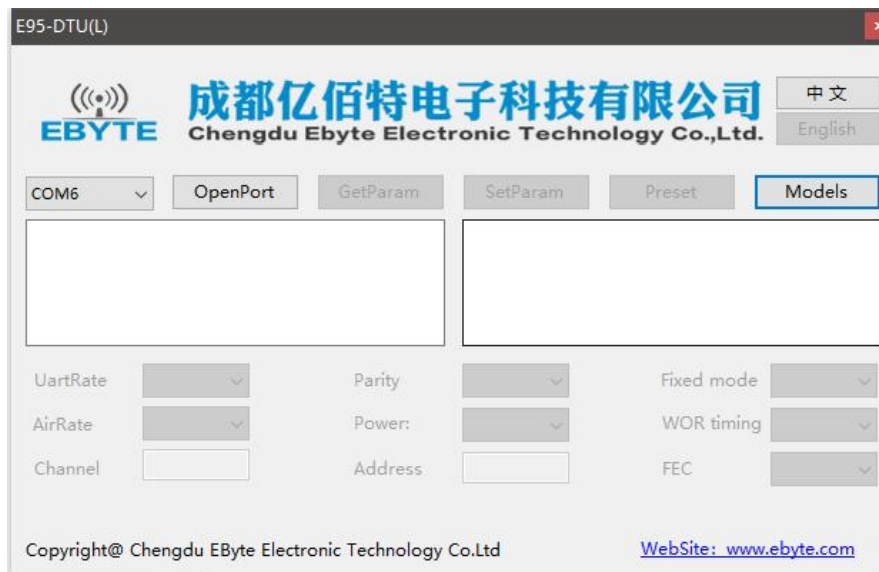 E95-DTU(L)
EBYTE
成都亿佰特电子科技有限公司
Chengdu Ebyte Electronic Technology Co.,Ltd.
中文
English
COM6 OpenPort GetParam SetParam Preset Models
UartRate Parity Fixed mode
AirRate Power: WOR timing
Channel Address FEC
Copyright@ Chengdu EByte Electronic Technology Co.Ltd WebSite: www.ebyte.com